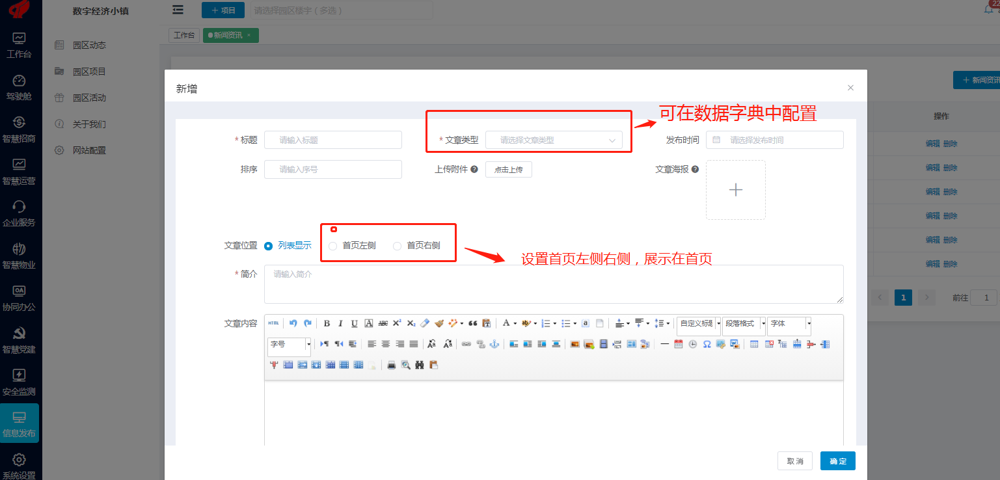 数字经济小镇
＋ 项目
请选择园区楼宇（多选）
22
工作台
新闻资讯 ×
工作台
驾驶舱
智慧招商
智慧运营
企业服务
智慧物业
协同办公
智慧党建
安全监测
信息发布
系统设置
园区动态
园区项目
园区活动
关于我们
网站配置
＋ 新闻资讯
操作
编辑 删除
编辑 删除
编辑 删除
编辑 删除
编辑 删除
编辑 删除
1
前往 1
新增
可在数据字典中配置
* 标题 请输入标题
* 文章类型 请选择文章类型
发布时间 请选择发布时间
排序 请输入序号
上传附件 ? 点击上传
文章海报 ?
文章位置 列表显示 首页左侧 首页右侧
设置首页左侧右侧，展示在首页
* 简介 请输入简介
文章内容
HTML B I U A ABC X² X₂ A
自定义标题 段落格式 字体
字号
取 消
确 定